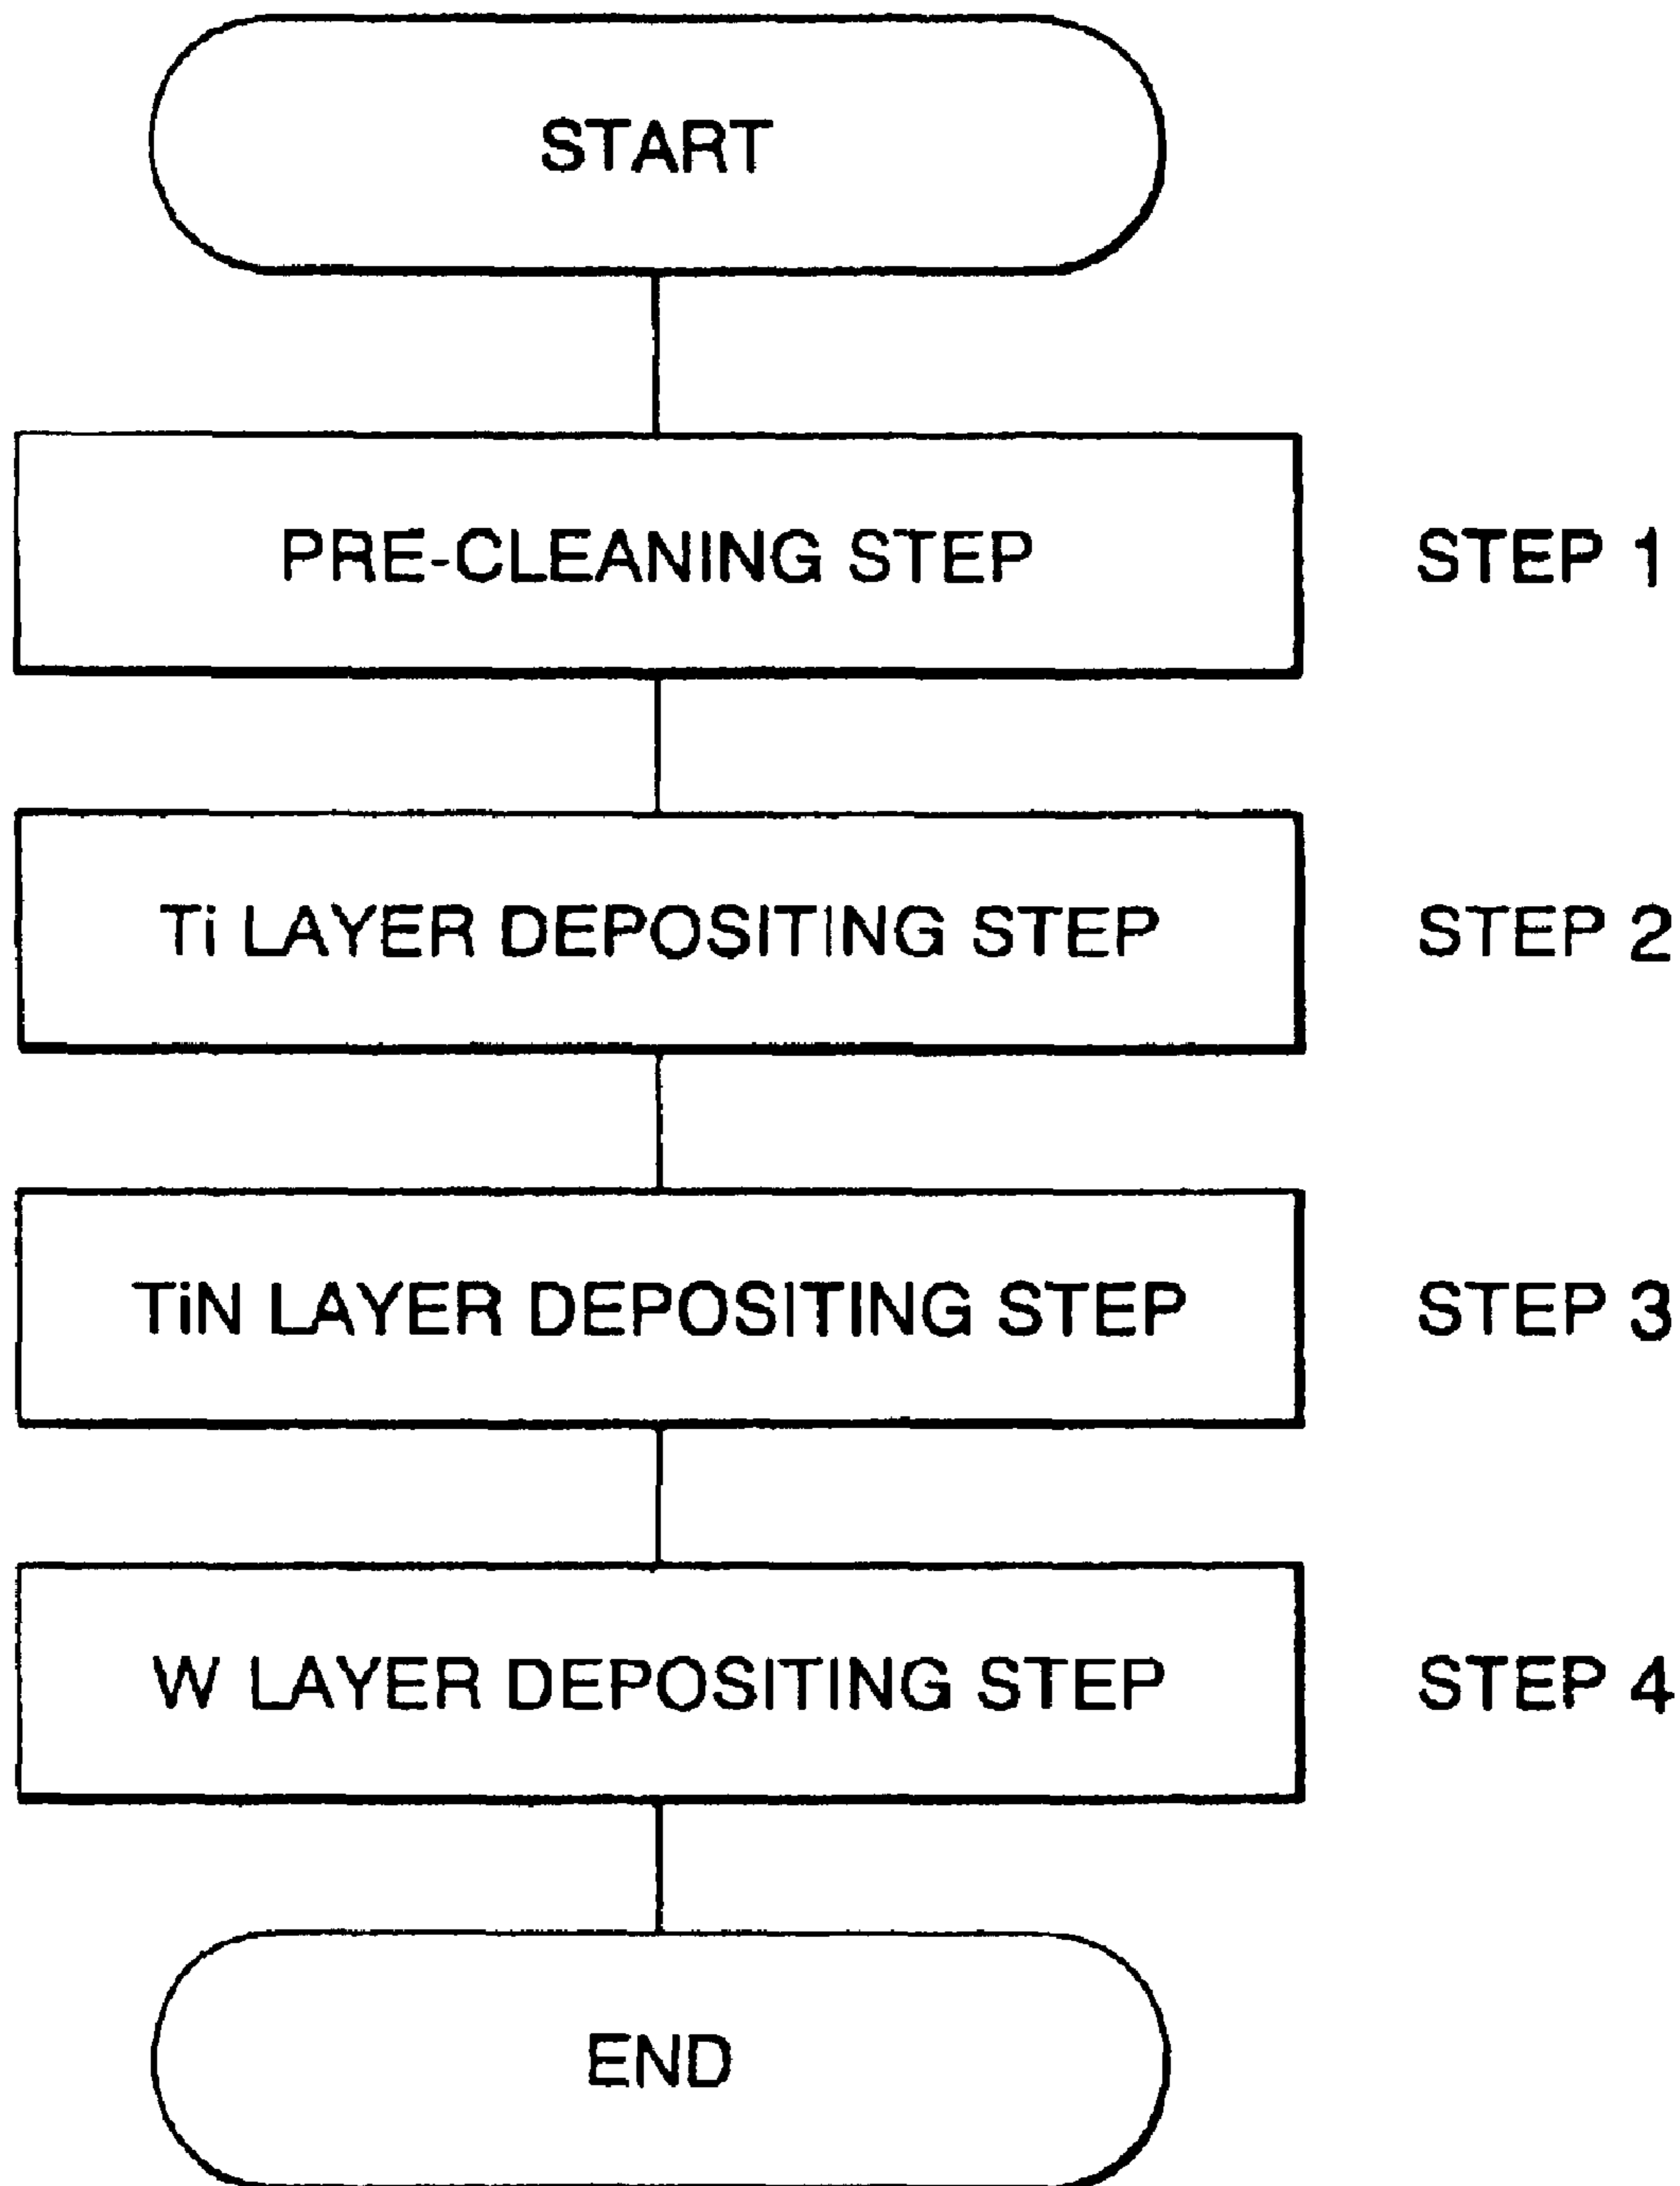 START
PRE-CLEANING STEP STEP 1
Ti LAYER DEPOSITING STEP STEP 2
TiN LAYER DEPOSITING STEP STEP 3
W LAYER DEPOSITING STEP STEP 4
END